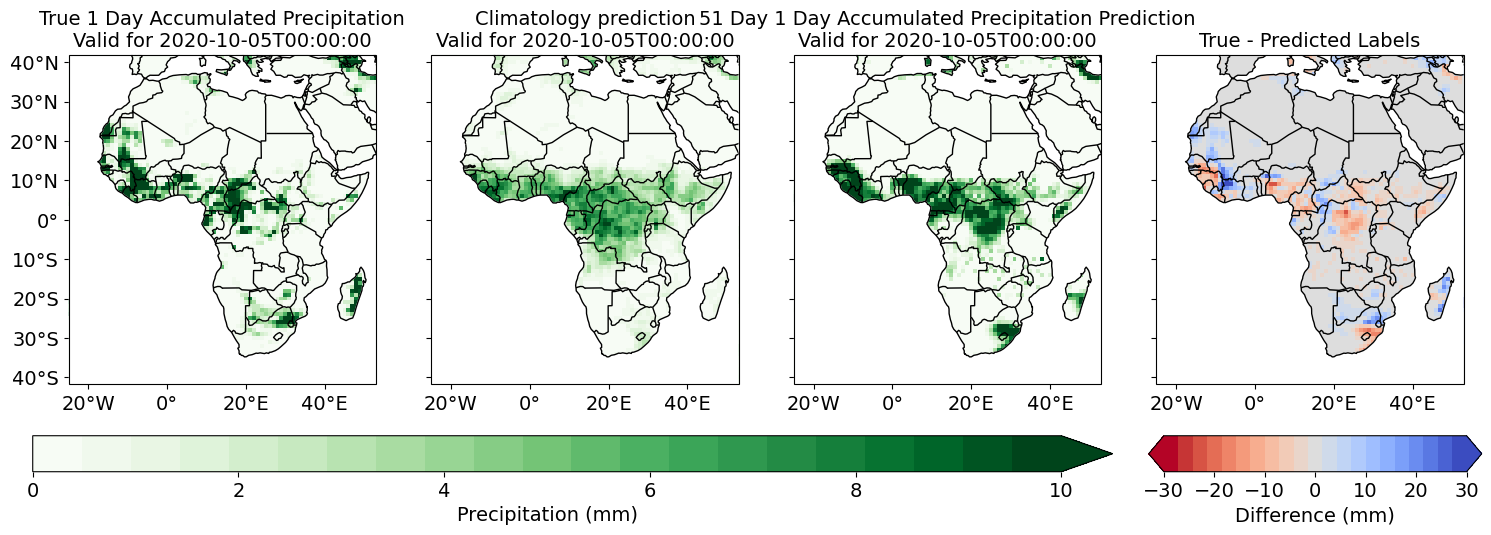 True 1 Day Accumulated Precipitation
Valid for 2020-10-05T00:00:00
Climatology prediction
Valid for 2020-10-05T00:00:00
51 Day 1 Day Accumulated Precipitation Prediction
Valid for 2020-10-05T00:00:00
True - Predicted Labels
40°N
30°N
20°N
10°N
0°
10°S
20°S
30°S
40°S
20°W 0° 20°E 40°E
20°W 0° 20°E 40°E
20°W 0° 20°E 40°E
20°W 0° 20°E 40°E
0 2 4 6 8 10
Precipitation (mm)
−30 −20 −10 0 10 20 30
Difference (mm)